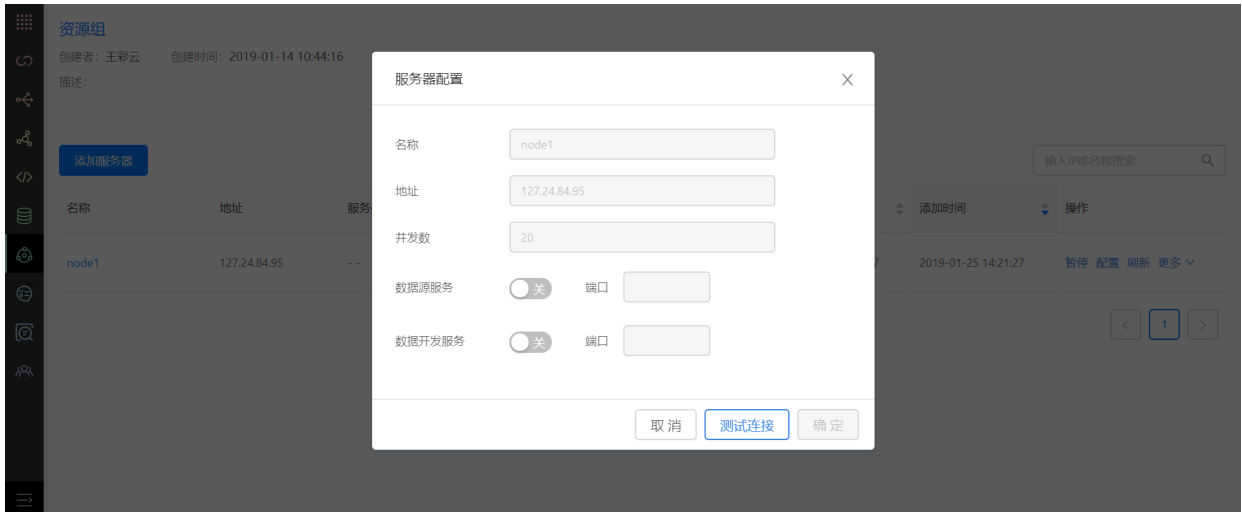 资源组
创建者：王彩云 创建时间：2019-01-14 10:44:16
描述：
添加服务器
输入IP或名称搜索
名称 地址 服务 添加时间 操作
node1 127.24.84.95 - - 7 2019-01-25 14:21:27 暂停 配置 刷新 更多
1
服务器配置
名称 node1
地址 127.24.84.95
并发数 20
数据源服务 关 端口
数据开发服务 关 端口
取 消 测试连接 确 定